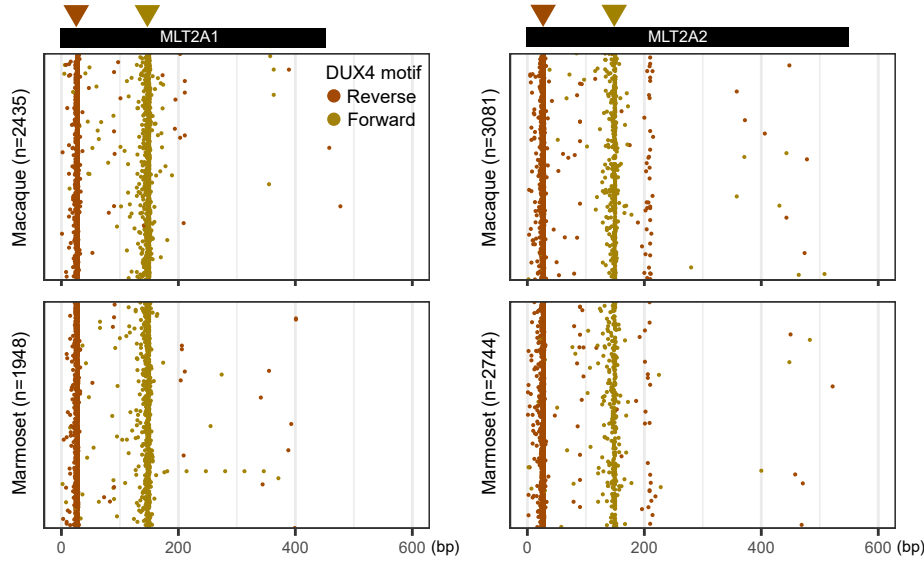 MLT2A1
MLT2A2
DUX4 motif
Reverse
Forward
Macaque (n=2435)
Macaque (n=3081)
Marmoset (n=1948)
Marmoset (n=2744)
0 200 400 600 (bp)
0 200 400 600 (bp)